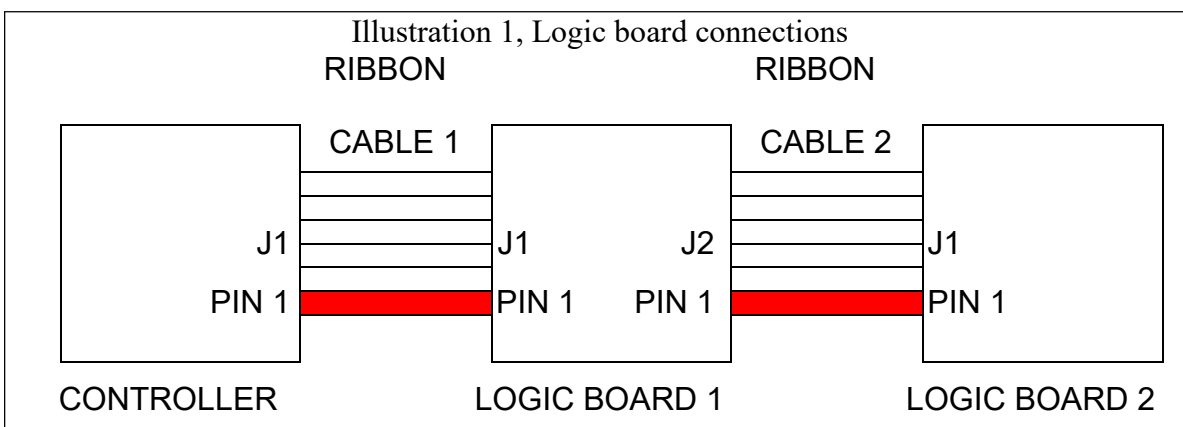 Illustration 1, Logic board connections
RIBBON RIBBON
CABLE 1 CABLE 2
J1 J1 J2 J1
PIN 1 PIN 1 PIN 1 PIN 1
CONTROLLER LOGIC BOARD 1 LOGIC BOARD 2